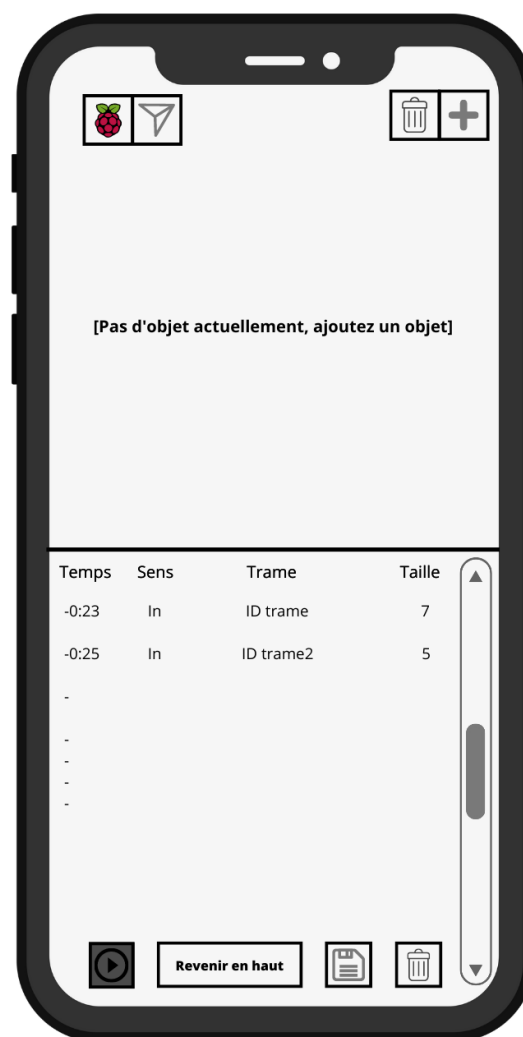 [Pas d'objet actuellement, ajoutez un objet]
Temps Sens Trame Taille
-0:23 In ID trame 7
-0:25 In ID trame2 5
-
-
-
-
-
Revenir en haut